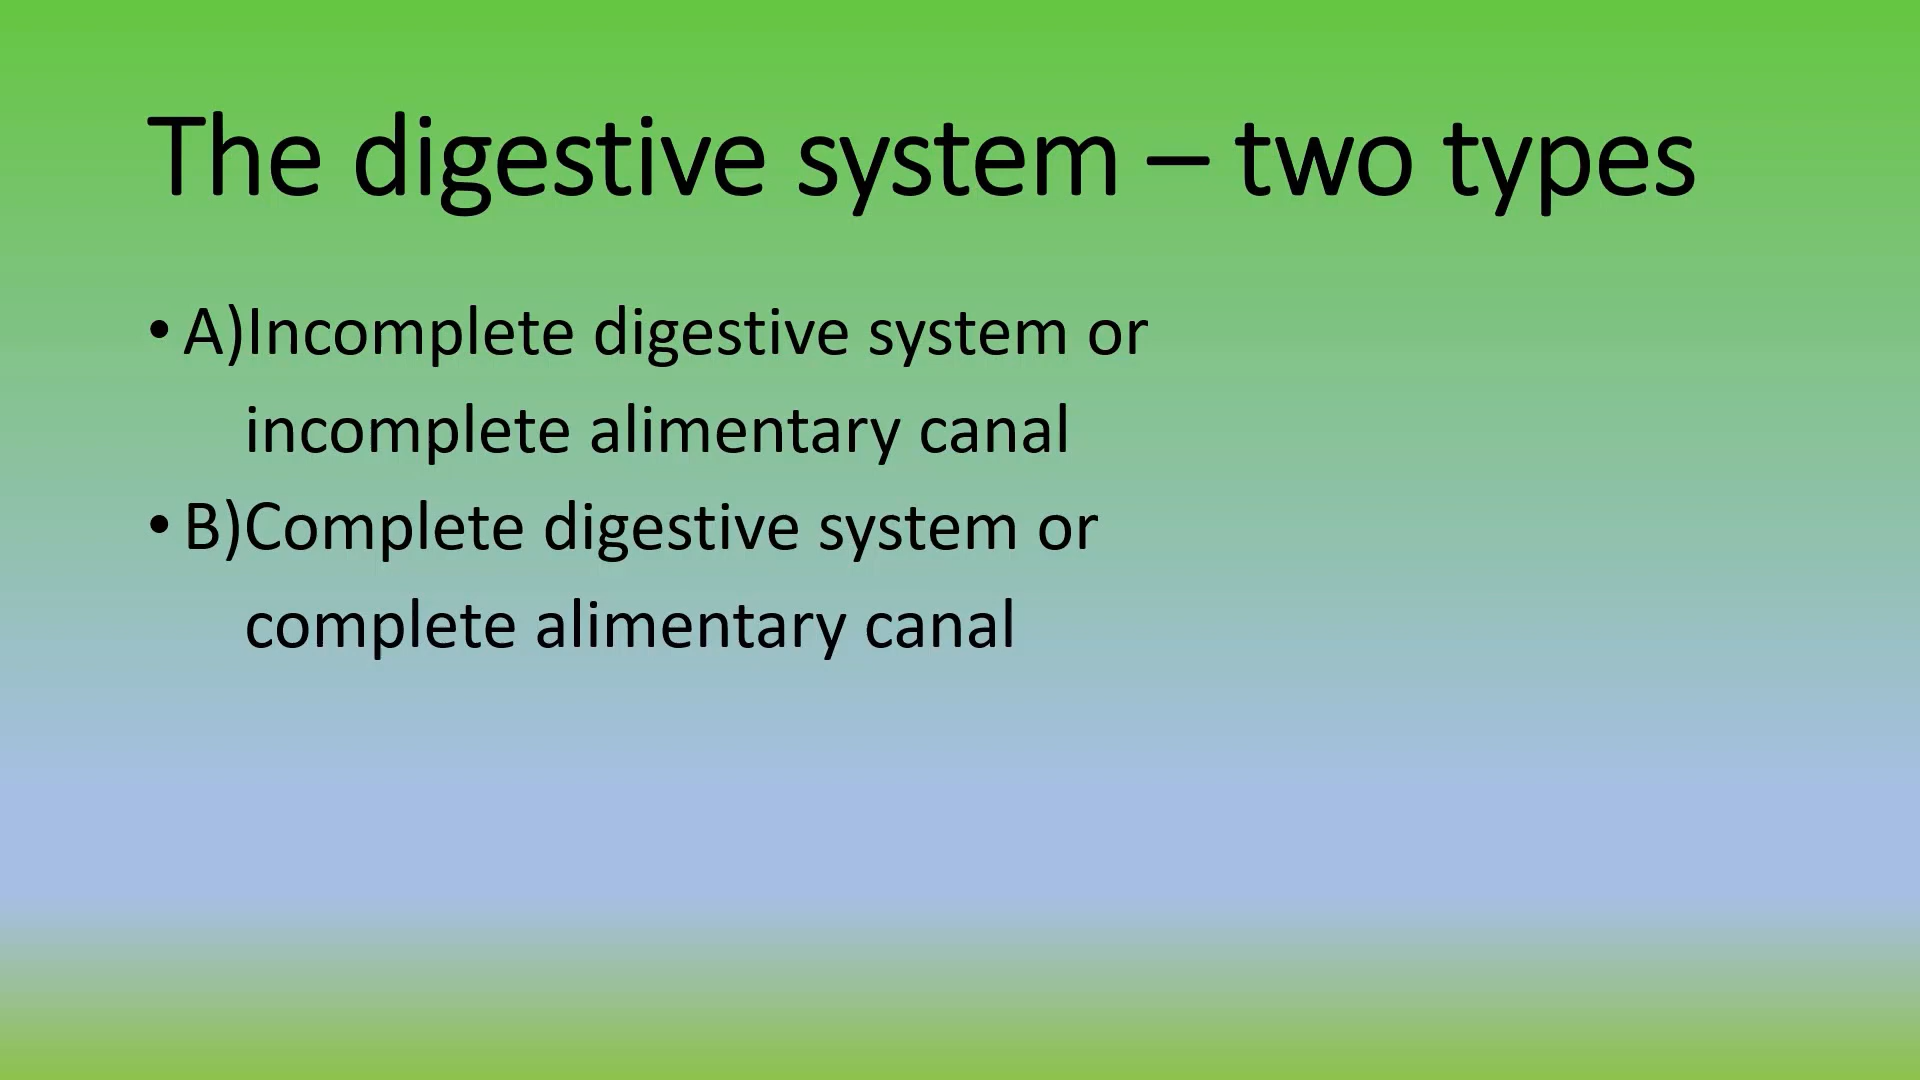 The digestive system – two types
• A)Incomplete digestive system or
incomplete alimentary canal
• B)Complete digestive system or
complete alimentary canal